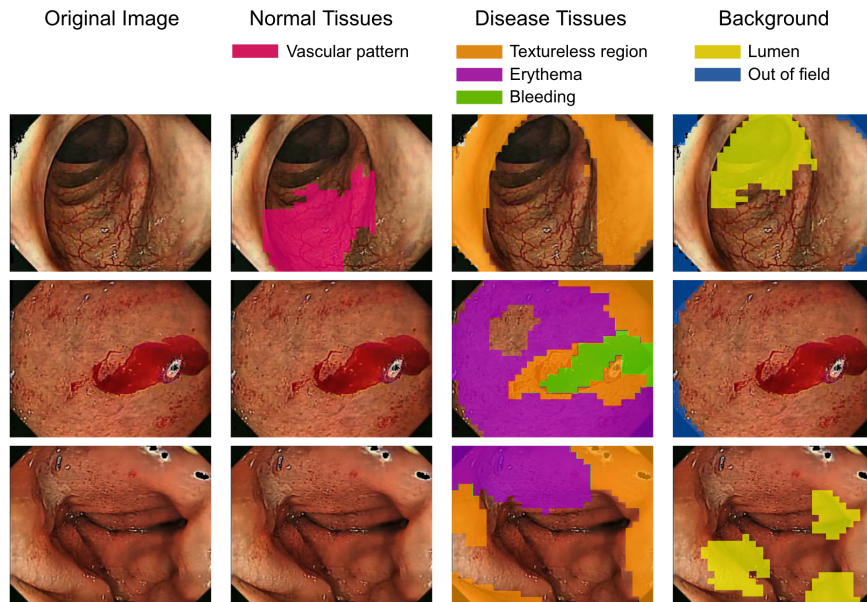 Original Image
Normal Tissues
Disease Tissues
Background
Vascular pattern
Textureless region
Lumen
Erythema
Out of field
Bleeding